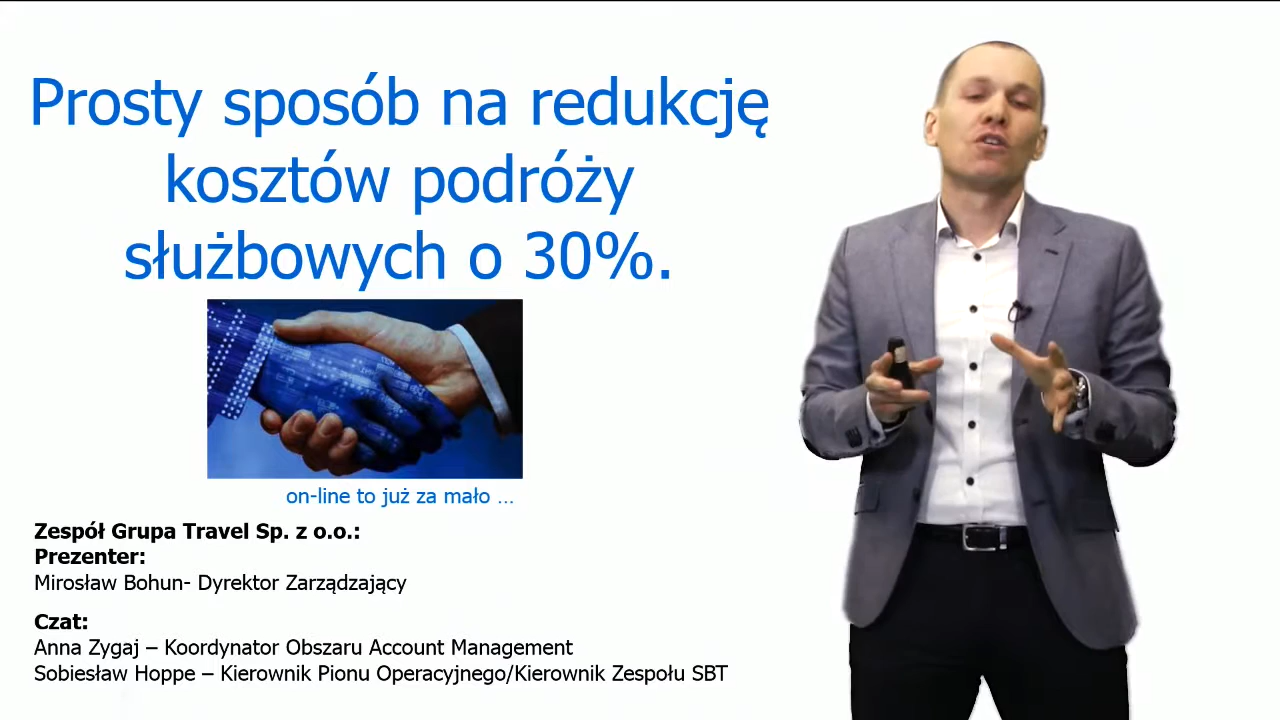 Prosty sposób na redukcję
kosztów podróży
służbowych o 30%.
on-line to już za mało ...
Zespół Grupa Travel Sp. z o.o.:
Prezenter:
Mirosław Bohun- Dyrektor Zarządzający
Czat:
Anna Zygaj – Koordynator Obszaru Account Management
Sobiesław Hoppe – Kierownik Pionu Operacyjnego/Kierownik Zespołu SBT